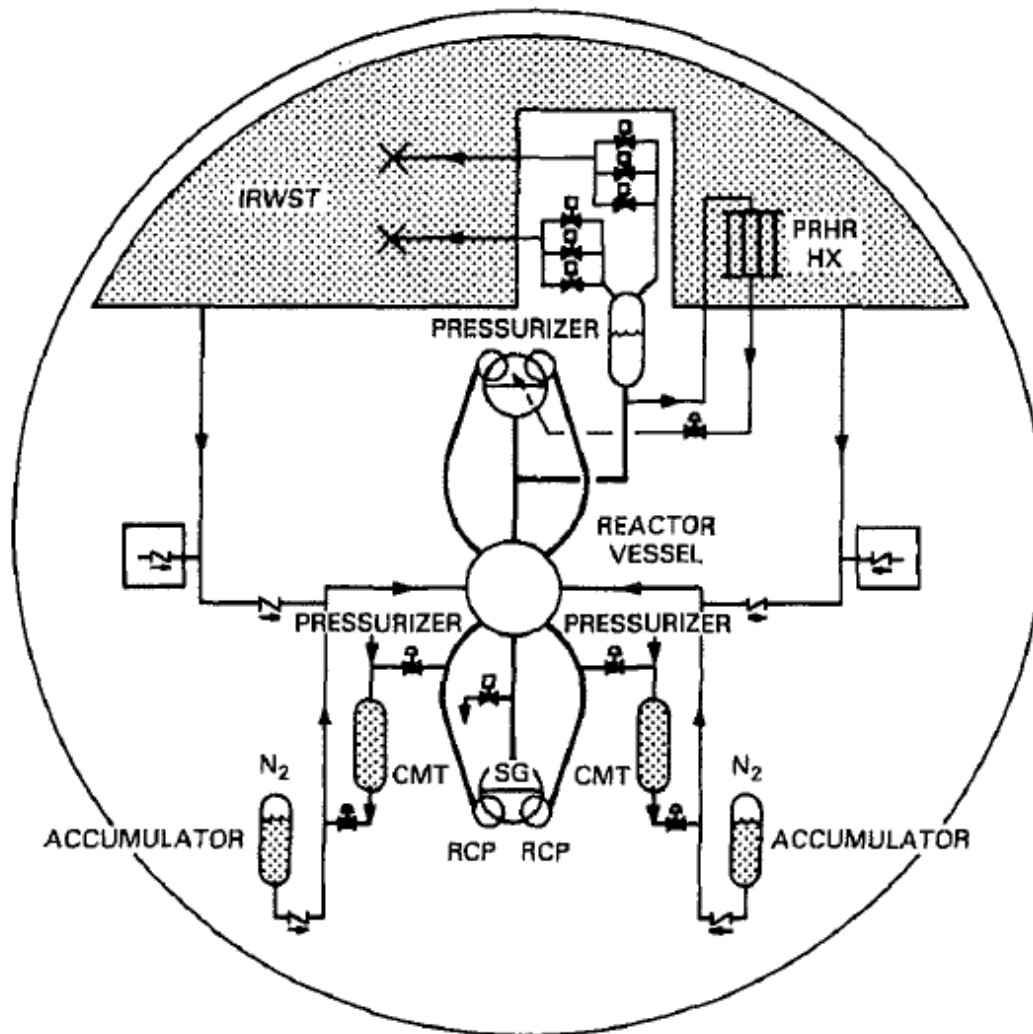 IRWST
PRHR
HX
PRESSURIZER
REACTOR
VESSEL
PRESSURIZER PRESSURIZER
N2 CMT SG CMT N2
ACCUMULATOR RCP RCP ACCUMULATOR